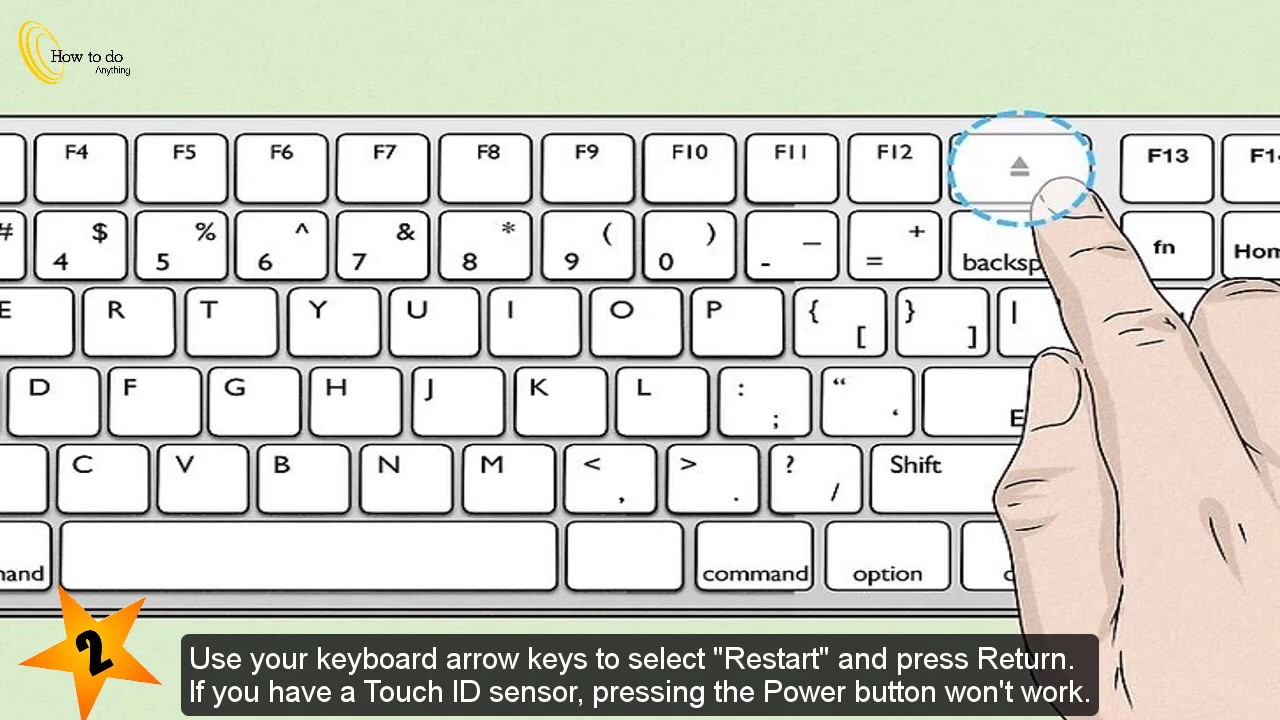 How to do
Anything
F4 F5 F6 F7 F8 F9 F10 F11 F12 F13
# $ 4 % 5 ^ 6 & 7 * 8 ( 9 ) 0 _ - + = fn
E R T Y U I O P { [ } ] |
D F G H J K L : ; “ ‘ E
C V B N M < , > . ? / Shift
command option
2
Use your keyboard arrow keys to select "Restart" and press Return.
If you have a Touch ID sensor, pressing the Power button won't work.